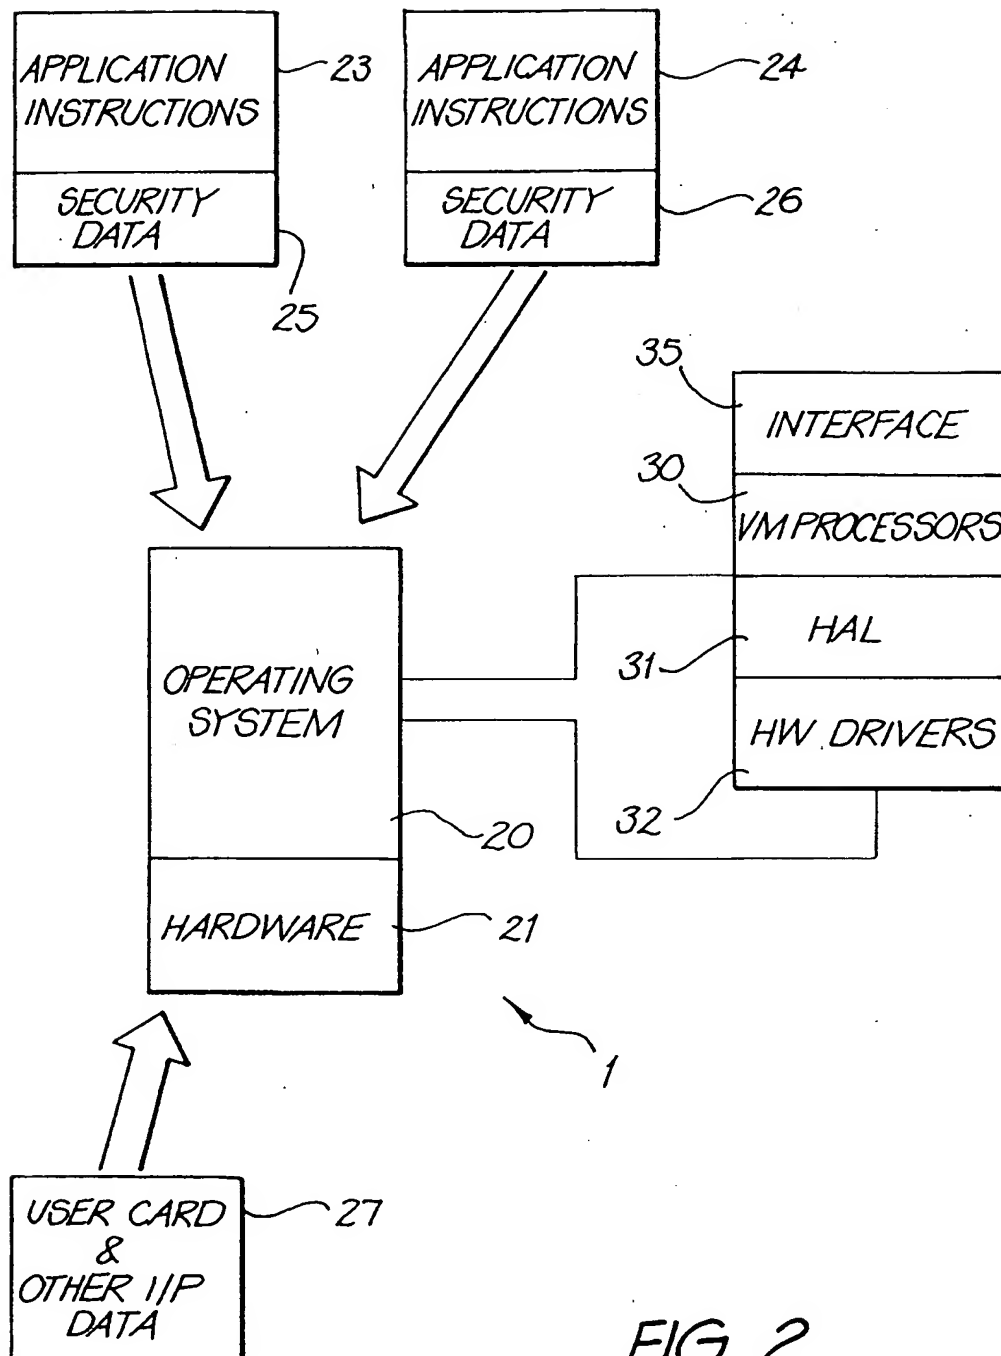 APPLICATION
INSTRUCTIONS
23
SECURITY
DATA
25
APPLICATION
INSTRUCTIONS
24
SECURITY
DATA
26
35
INTERFACE
30
VM PROCESSORS
HAL
31
HW DRIVERS
32
OPERATING
SYSTEM
20
HARDWARE
21
1
USER CARD
&
OTHER I/P
DATA
27
FIG. 2